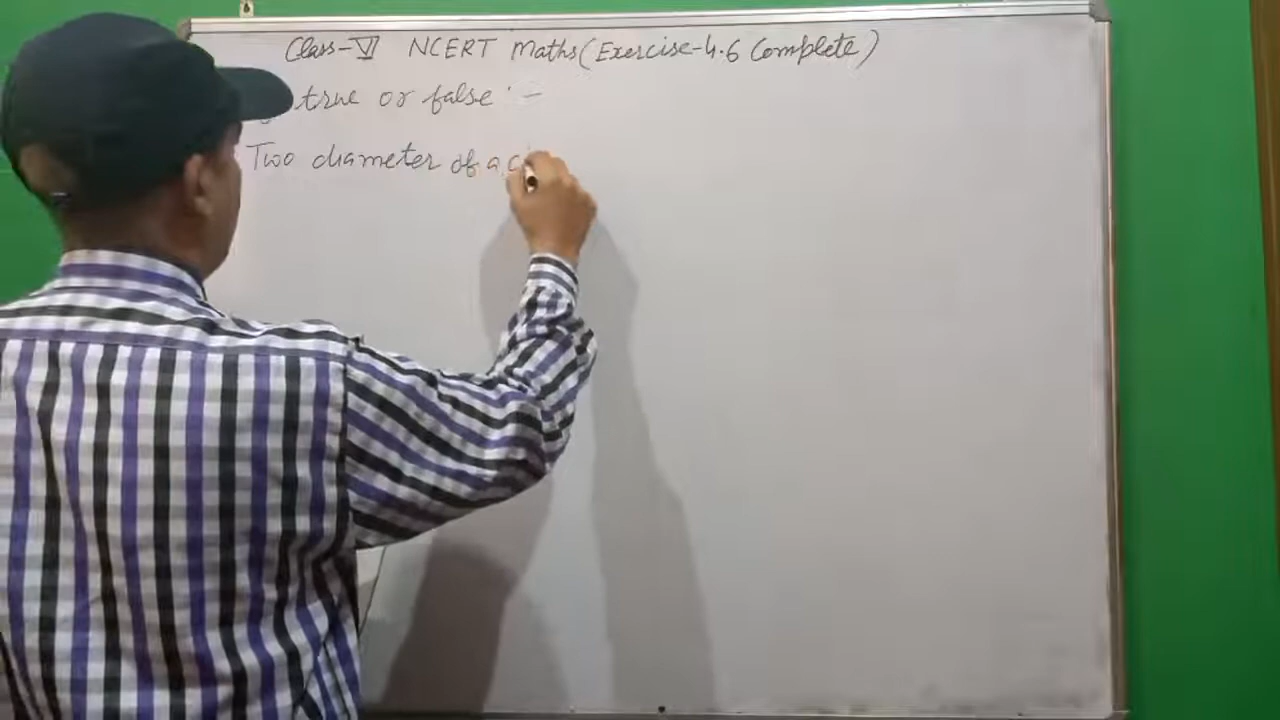 Class-VI NCERT Maths (Exercise-4.6 Complete)
true or false :-
Two diameter of a